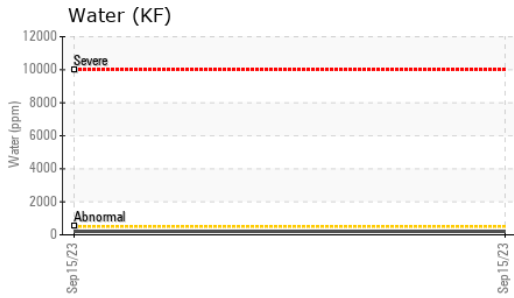 Water (KF)
12000
Severe
10000
8000
6000
4000
2000
Abnormal
0
Water (ppm)
Sep15/23
Sep15/23